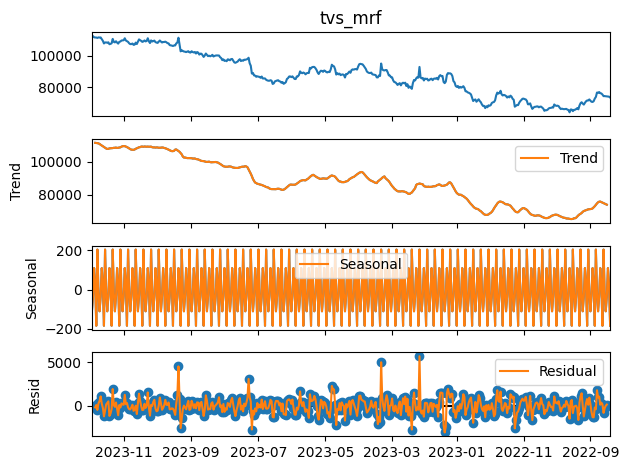 tvs_mrf
100000
80000
Trend
100000
80000
Trend
Seasonal
200
0
−200
Seasonal
Resid
5000
0
Residual
2023-11 2023-09 2023-07 2023-05 2023-03 2023-01 2022-11 2022-09